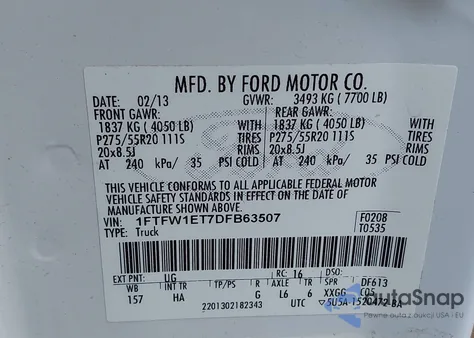 MFD. BY FORD MOTOR CO.
DATE: 02/13 GVWR: 3493 KG ( 7700 LB)
FRONT GAWR: REAR GAWR:
1837 KG ( 4050 LB) WITH 1837 KG ( 4050 LB) WITH
P275/55R20 111S TIRES P275/55R20 111S TIRES
20x8.5J RIMS 20x8.5J RIMS
AT 240 kPa/ 35 PSI COLD AT 240 kPa/ 35 PSI COLD
THIS VEHICLE CONFORMS TO ALL APPLICABLE FEDERAL MOTOR
VEHICLE SAFETY STANDARDS IN EFFECT ON THE DATE OF
MANUFACTURE SHOWN ABOVE.
VIN: 1FTFW1ET7DFB63507 F0208
TYPE: Truck T0535
EXT PNT: UG RC: 16 DSO:
WB INT TR TP/PS R AXLE TR SPR DF613
157 HA G L6 6 XXGG C05
2201302182343 UTC 5U5A 1520472 BA
AutaSnap
Pewne auta z USA i Europy